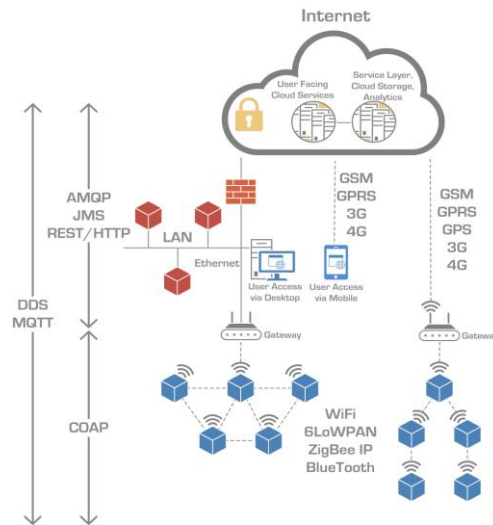 Internet
User Facing
Cloud Services
Service Layer,
Cloud Storage,
Analytics
AMQP
JMS
REST/HTTP
LAN
Ethernet
GSM
GPRS
3G
4G
GSM
GPRS
GPS
3G
4G
User Access
via Desktop
User Access
via Mobile
DDS
MQTT
Gateway
Gatewa
COAP
WiFi
6LoWPAN
ZigBee IP
BlueTooth